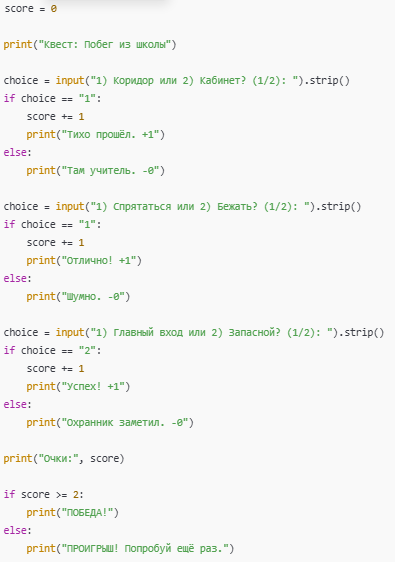 score = 0
print("Квест: Побег из школы")
choice = input("1) Коридор или 2) Кабинет? (1/2): ").strip()
if choice == "1":
    score += 1
    print("Тихо прошёл. +1")
else:
    print("Там учитель. -0")
choice = input("1) Спрятаться или 2) Бежать? (1/2): ").strip()
if choice == "1":
    score += 1
    print("Отлично! +1")
else:
    print("Шумно. -0")
choice = input("1) Главный вход или 2) Запасной? (1/2): ").strip()
if choice == "2":
    score += 1
    print("Успех! +1")
else:
    print("Охранник заметил. -0")
print("Очки:", score)
if score >= 2:
    print("ПОБЕДА!")
else:
    print("ПРОИГРЫШ! Попробуй ещё раз.")